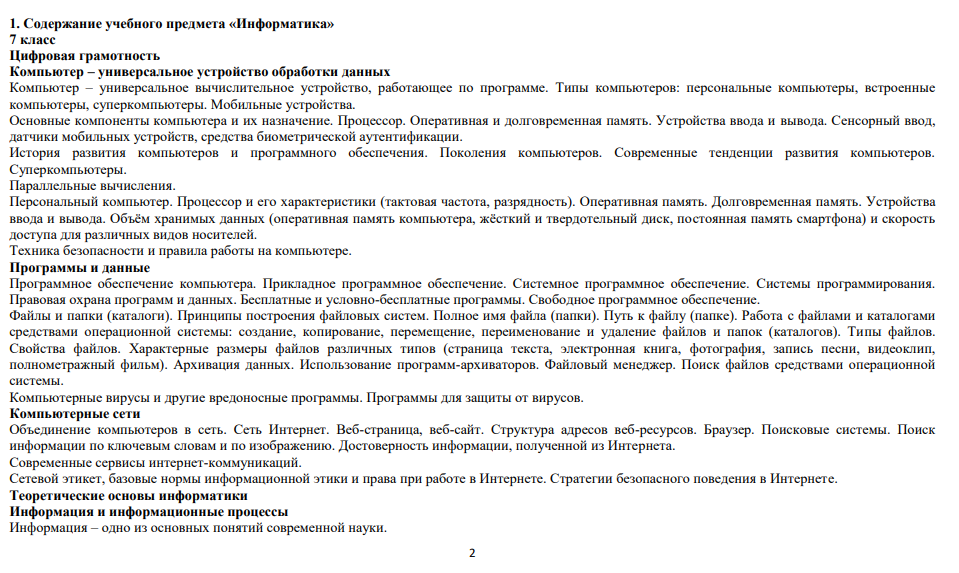 1. Содержание учебного предмета «Информатика»
7 класс
Цифровая грамотность
Компьютер – универсальное устройство обработки данных
Компьютер – универсальное вычислительное устройство, работающее по программе. Типы компьютеров: персональные компьютеры, встроенные
компьютеры, суперкомпьютеры. Мобильные устройства.
Основные компоненты компьютера и их назначение. Процессор. Оперативная и долговременная память. Устройства ввода и вывода. Сенсорный ввод,
датчики мобильных устройств, средства биометрической аутентификации.
История развития компьютеров и программного обеспечения. Поколения компьютеров. Современные тенденции развития компьютеров.
Суперкомпьютеры.
Параллельные вычисления.
Персональный компьютер. Процессор и его характеристики (тактовая частота, разрядность). Оперативная память. Долговременная память. Устройства
ввода и вывода. Объём хранимых данных (оперативная память компьютера, жёсткий и твердотельный диск, постоянная память смартфона) и скорость
доступа для различных видов носителей.
Техника безопасности и правила работы на компьютере.
Программы и данные
Программное обеспечение компьютера. Прикладное программное обеспечение. Системное программное обеспечение. Системы программирования.
Правовая охрана программ и данных. Бесплатные и условно-бесплатные программы. Свободное программное обеспечение.
Файлы и папки (каталоги). Принципы построения файловых систем. Полное имя файла (папки). Путь к файлу (папке). Работа с файлами и каталогами
средствами операционной системы: создание, копирование, перемещение, переименование и удаление файлов и папок (каталогов). Типы файлов.
Свойства файлов. Характерные размеры файлов различных типов (страница текста, электронная книга, фотография, запись песни, видеоклип,
полнометражный фильм). Архивация данных. Использование программ-архиваторов. Файловый менеджер. Поиск файлов средствами операционной
системы.
Компьютерные вирусы и другие вредоносные программы. Программы для защиты от вирусов.
Компьютерные сети
Объединение компьютеров в сеть. Сеть Интернет. Веб-страница, веб-сайт. Структура адресов веб-ресурсов. Браузер. Поисковые системы. Поиск
информации по ключевым словам и по изображению. Достоверность информации, полученной из Интернета.
Современные сервисы интернет-коммуникаций.
Сетевой этикет, базовые нормы информационной этики и права при работе в Интернете. Стратегии безопасного поведения в Интернете.
Теоретические основы информатики
Информация и информационные процессы
Информация – одно из основных понятий современной науки.
2